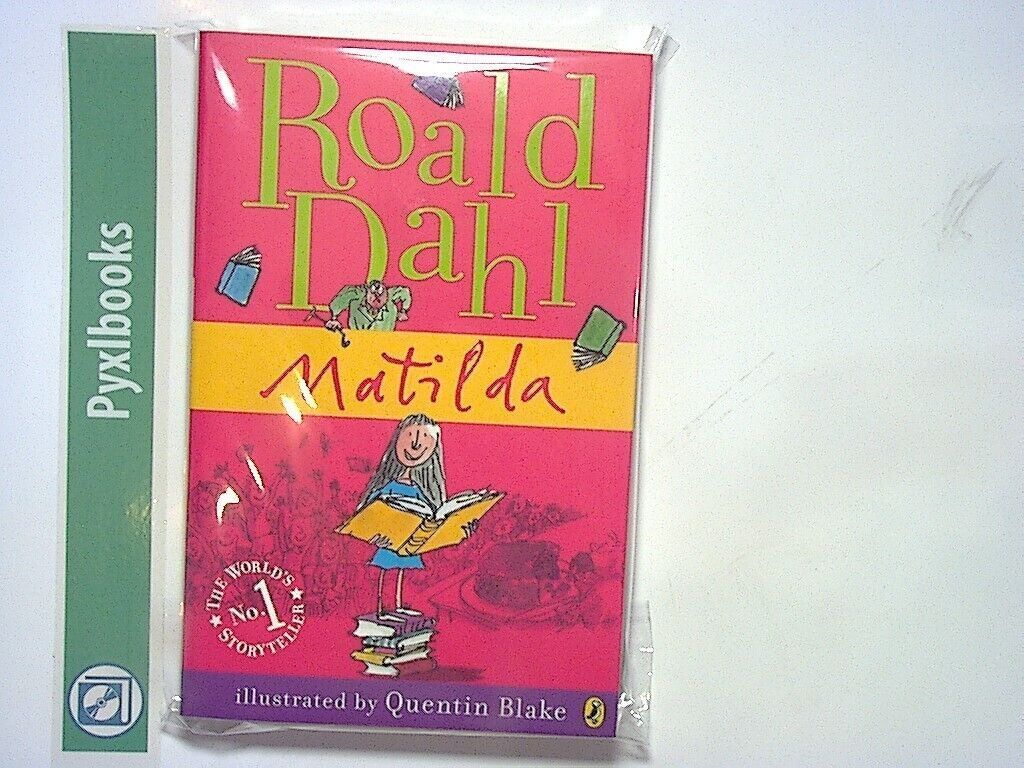 Pyxlbooks
Roald
Dahl
Matilda
THE WORLD'S
No.1
STORYTELLER
illustrated by Quentin Blake